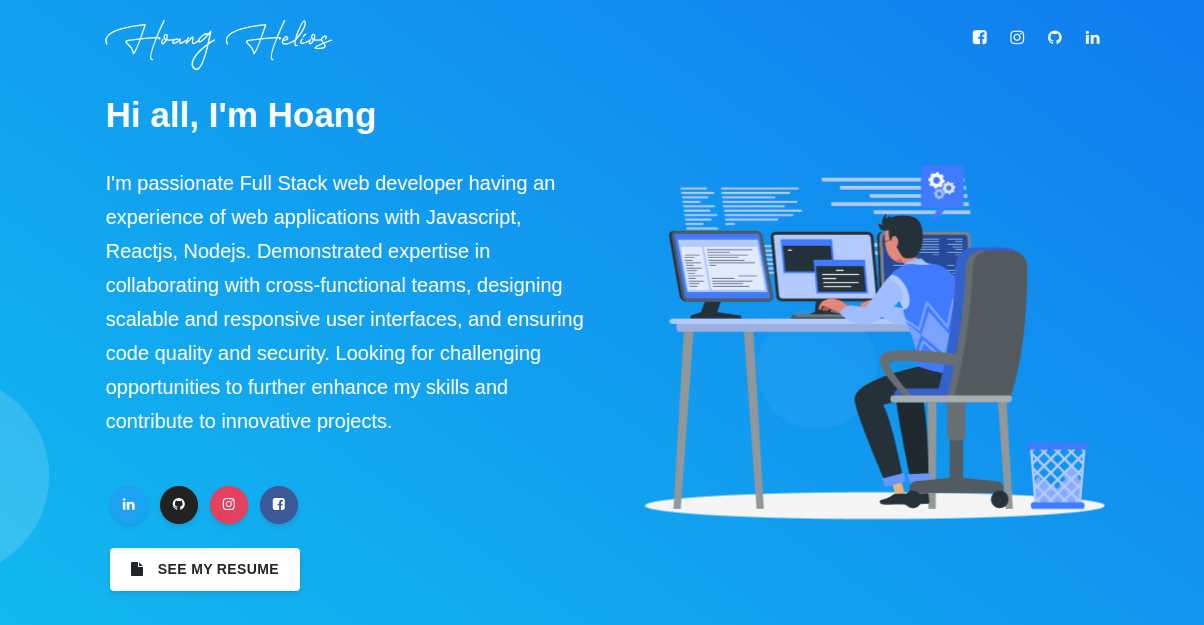 Hoang Helios
Hi all, I'm Hoang
I'm passionate Full Stack web developer having an
experience of web applications with Javascript,
Reactjs, Nodejs. Demonstrated expertise in
collaborating with cross-functional teams, designing
scalable and responsive user interfaces, and ensuring
code quality and security. Looking for challenging
opportunities to further enhance my skills and
contribute to innovative projects.
SEE MY RESUME